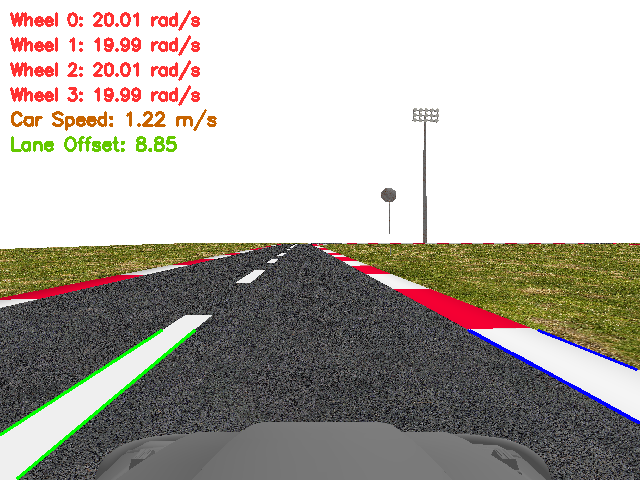 Wheel 0: 20.01 rad/s
Wheel 1: 19.99 rad/s
Wheel 2: 20.01 rad/s
Wheel 3: 19.99 rad/s
Car Speed: 1.22 m/s
Lane Offset: 8.85